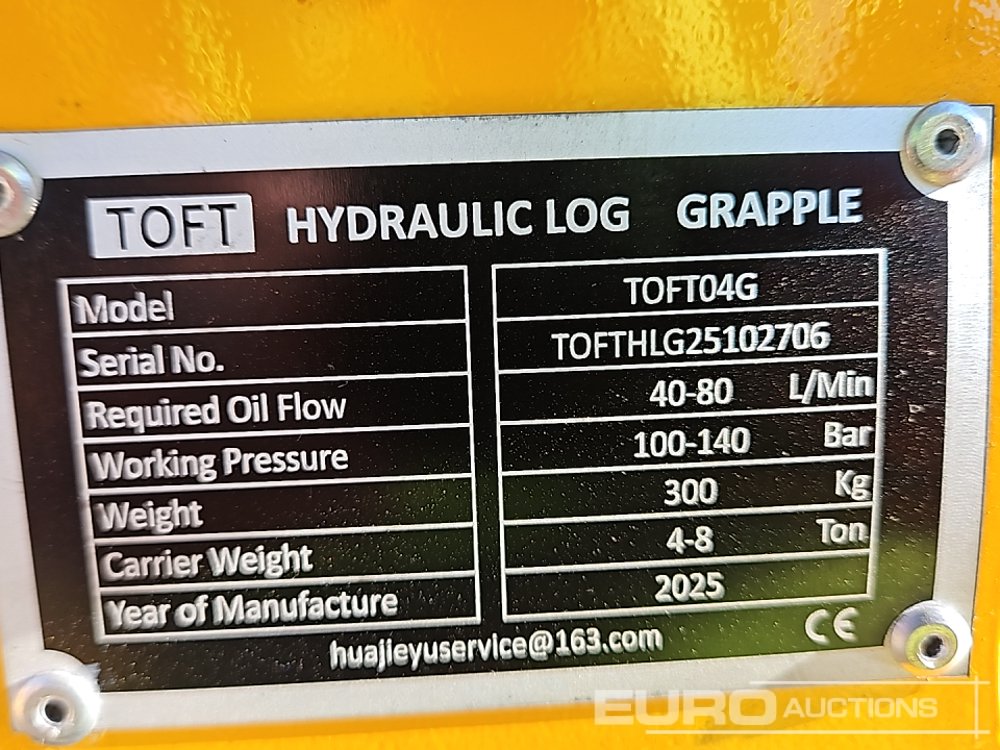 TOFT HYDRAULIC LOG GRAPPLE
Model TOFT04G
Serial No. TOFTHLG25102706
Required Oil Flow 40-80 L/Min
Working Pressure 100-140 Bar
Weight 300 Kg
Carrier Weight 4-8 Ton
Year of Manufacture 2025
huajieyuservice@163.com CE
EURO AUCTIONS